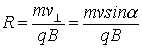 R = mv⊥/qB = mvsinα/qB